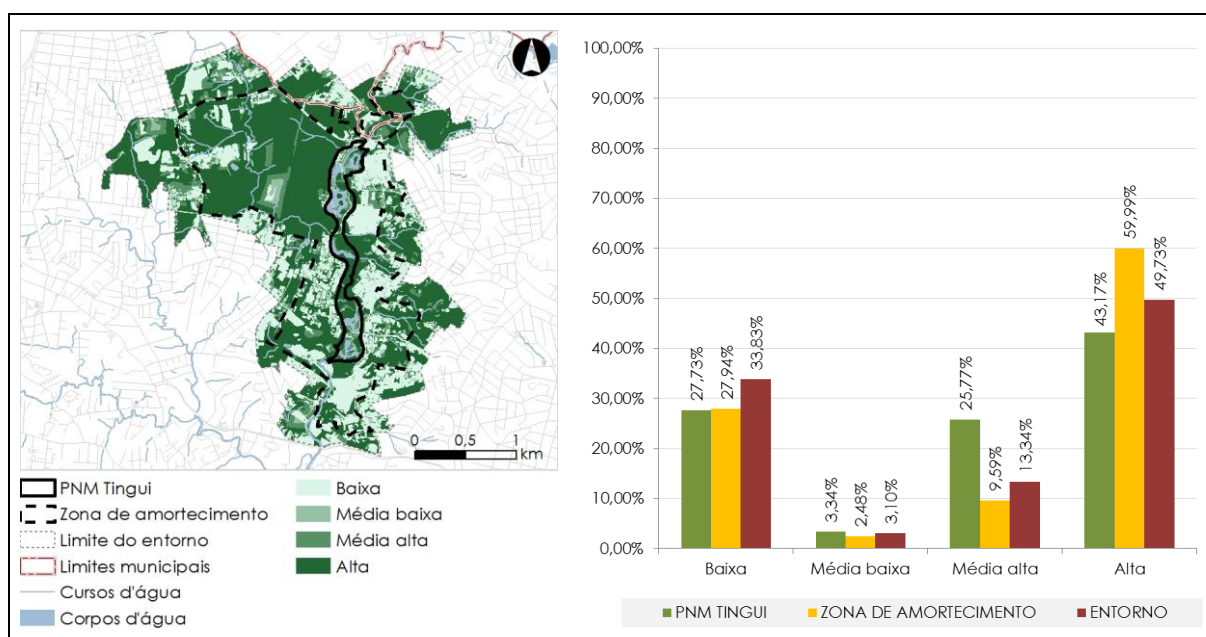 0 0,5 1
km
PNM Tingui
Zona de amortecimento
Limite do entorno
Limites municipais
Cursos d'água
Corpos d'água
Baixa
Média baixa
Média alta
Alta
100,00%
90,00%
80,00%
70,00%
60,00%
50,00%
40,00%
30,00%
20,00%
10,00%
0,00%
27,73%
27,94%
33,83%
3,34%
2,48%
3,10%
25,77%
9,59%
13,34%
43,17%
59,99%
49,73%
Baixa Média baixa Média alta Alta
PNM TINGUI ZONA DE AMORTECIMENTO ENTORNO